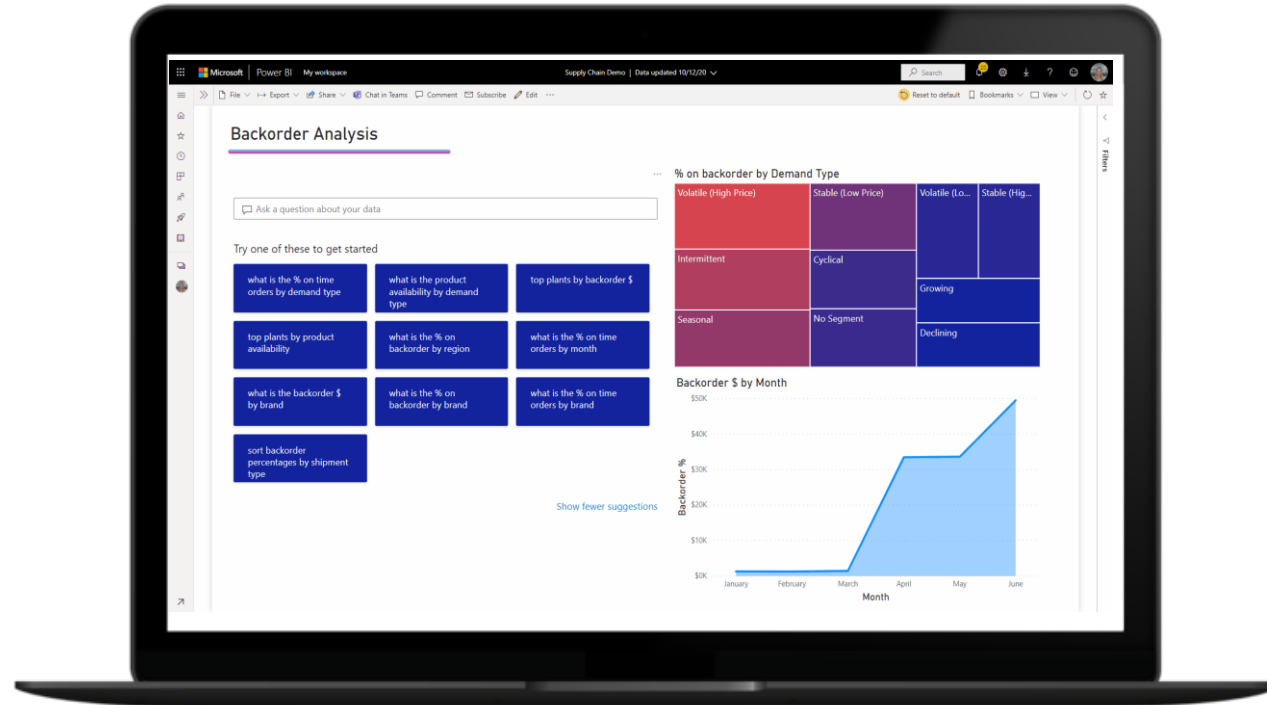 Microsoft Power BI My workspace
Supply Chain Demo | Data updated 10/12/20
Search
?
File Export Share Chat in Teams Comment Subscribe Edit ...
Reset to default Bookmarks View
Filters
Backorder Analysis
...
Ask a question about your data
Try one of these to get started
what is the % on time
orders by demand type
what is the product
availability by demand
type
top plants by backorder $
top plants by product
availability
what is the % on
backorder by region
what is the % on time
orders by month
what is the backorder $
by brand
what is the % on
backorder by brand
what is the % on time
orders by brand
sort backorder
percentages by shipment
type
Show fewer suggestions
% on backorder by Demand Type
Volatile (High Price)
Stable (Low Price)
Volatile (Lo...
Stable (Hig...
Intermittent
Cyclical
Growing
Seasonal
No Segment
Declining
Backorder $ by Month
Backorder %
$50K
$40K
$30K
$20K
$10K
$0K
January February March April May June
Month